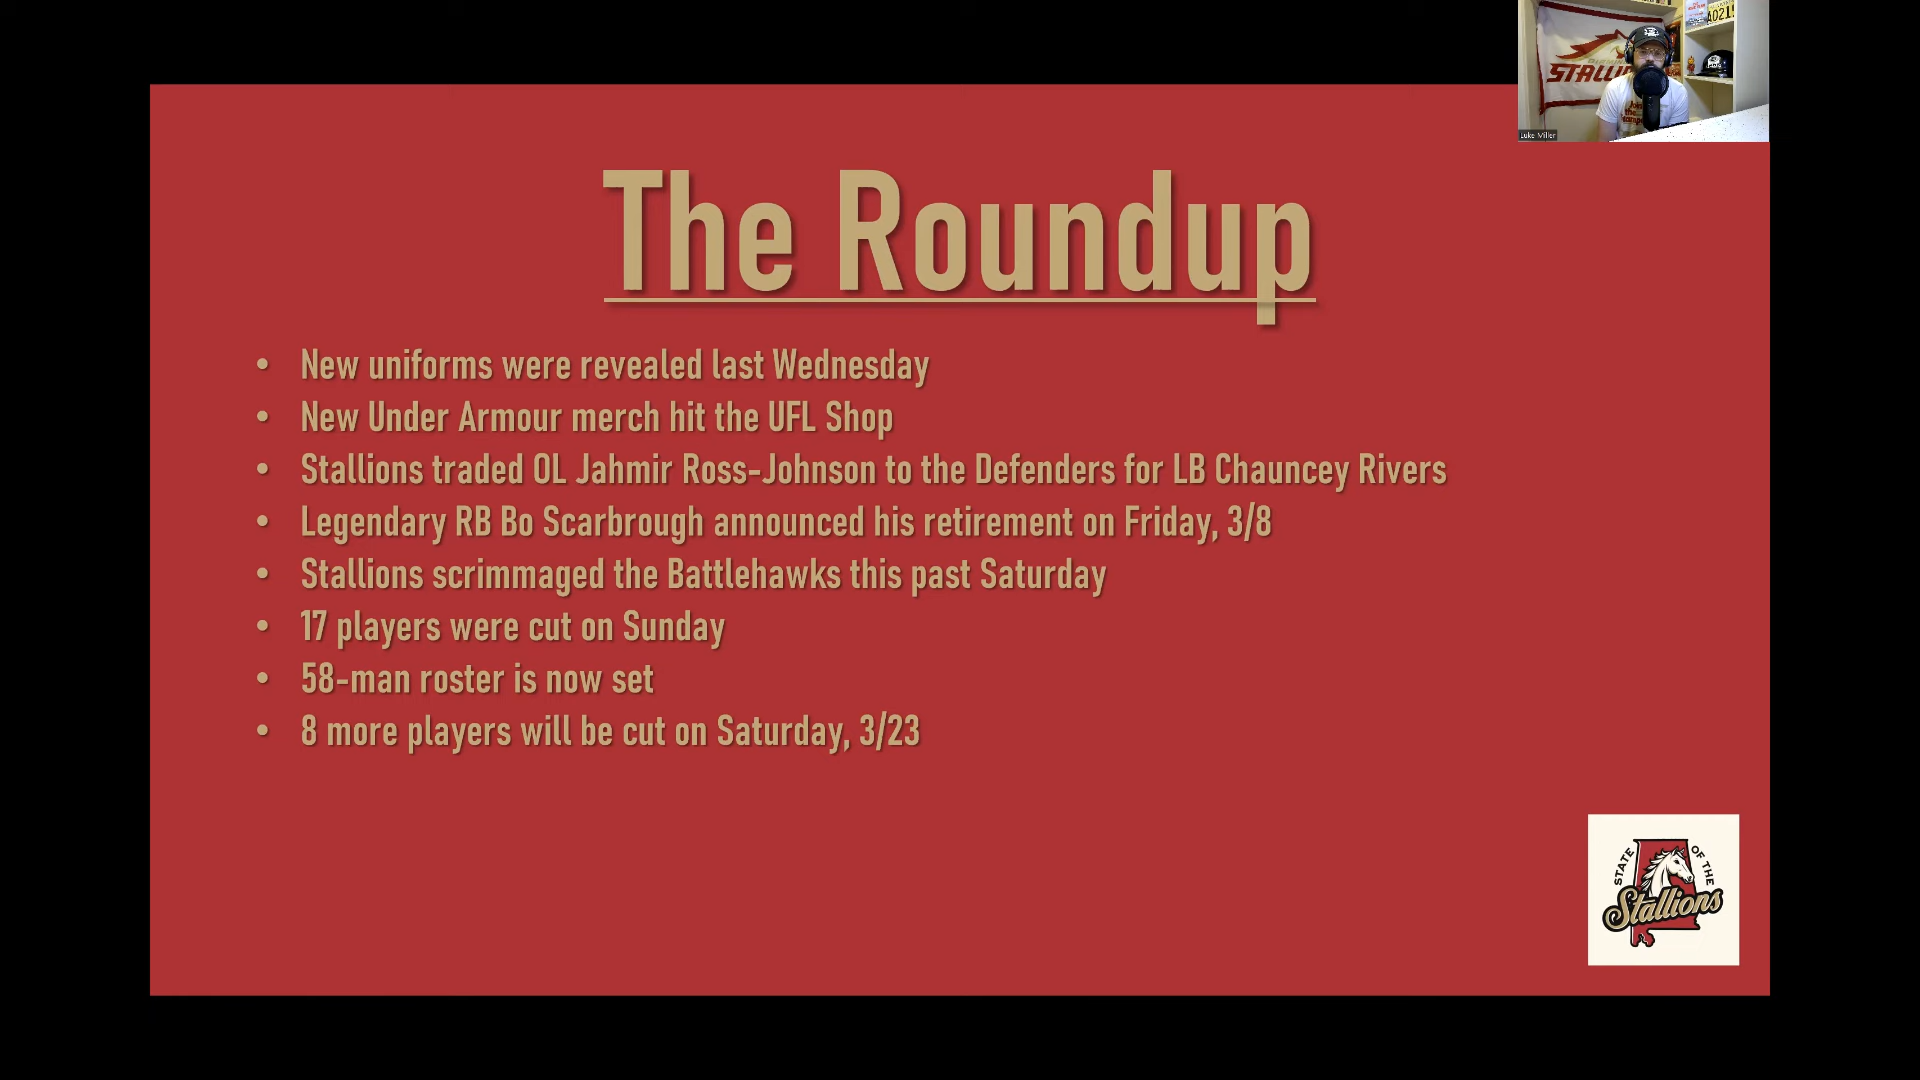 The Roundup
• New uniforms were revealed last Wednesday
• New Under Armour merch hit the UFL Shop
• Stallions traded OL Jahmir Ross-Johnson to the Defenders for LB Chauncey Rivers
• Legendary RB Bo Scarbrough announced his retirement on Friday, 3/8
• Stallions scrimmaged the Battlehawks this past Saturday
• 17 players were cut on Sunday
• 58-man roster is now set
• 8 more players will be cut on Saturday, 3/23
Luke Miller
STATE OF THE
Stallions